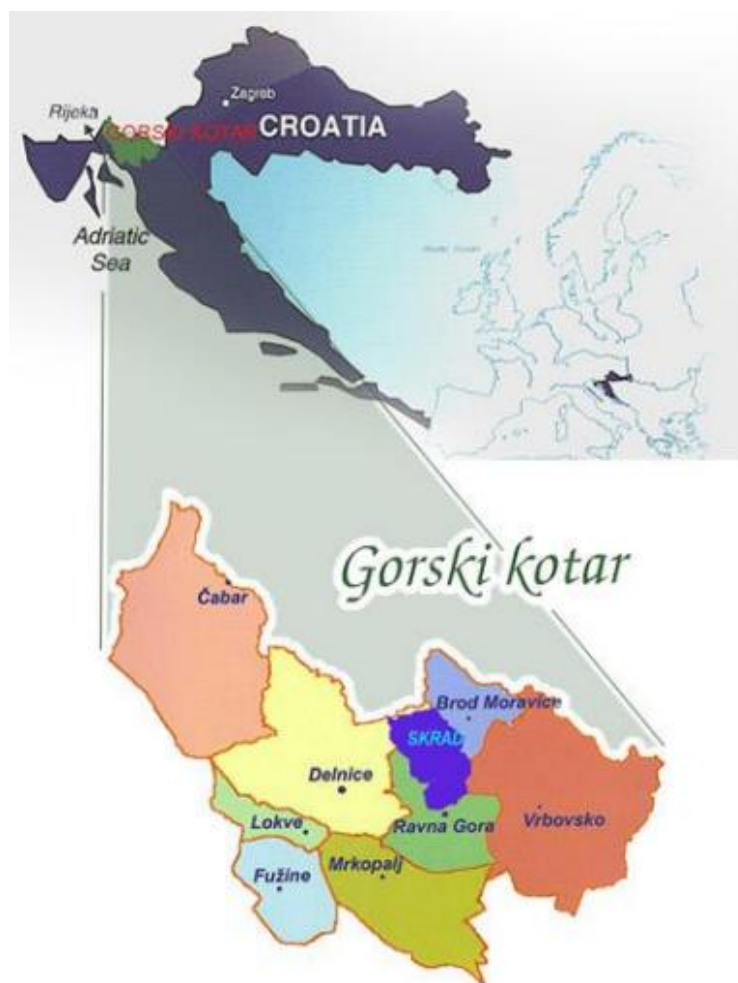 Zagreb
Rijeka
GORSKI KOTAR
CROATIA
Adriatic
Sea
Gorski kotar
Čabar
Brod Moravice
SKRAD
Delnice
Lokve
Ravna Gora
Vrbovsko
Fužine
Mrkopalj